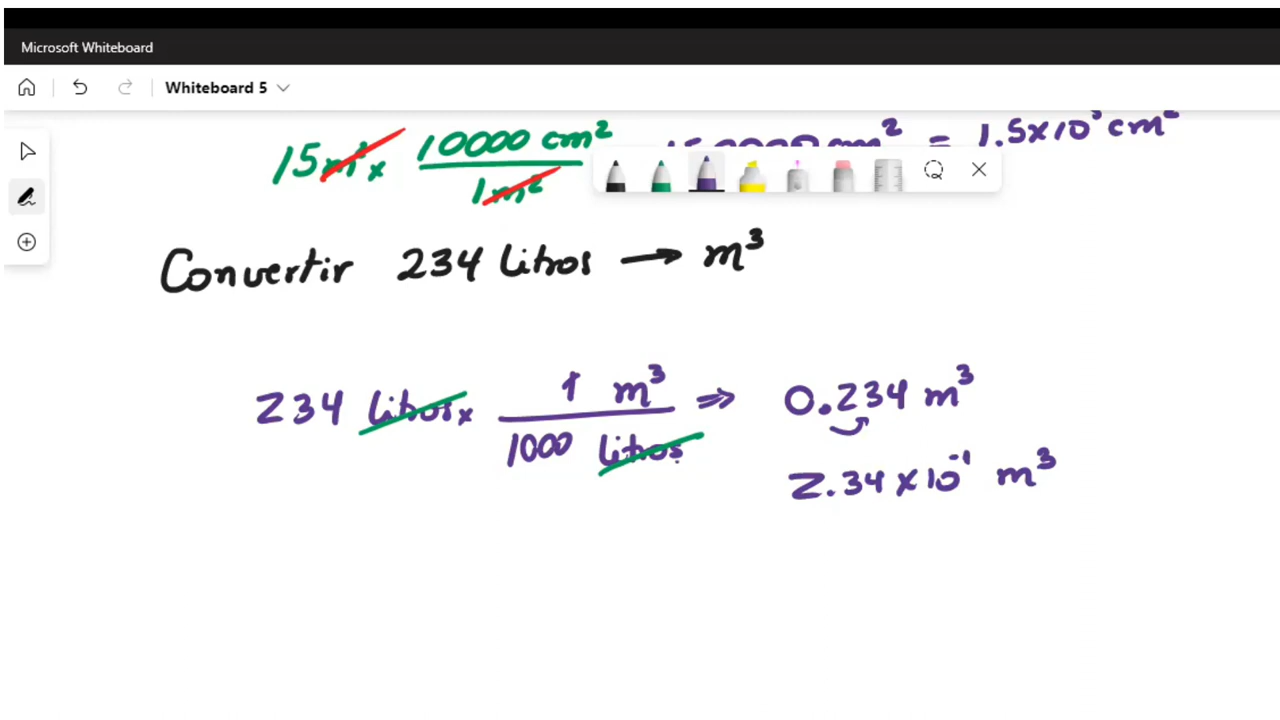 Microsoft Whiteboard
Whiteboard 5
15 m² x 10000 cm² / 1 m² = 1.5x10⁵ cm²
Convertir 234 Litros → m³
234 litros x 1 m³ / 1000 litros ⇒ 0.234 m³
2.34 x 10⁻¹ m³